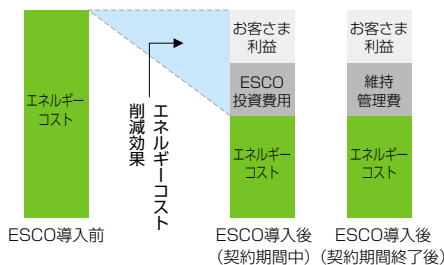 エネルギー
コスト
エネルギーコスト
削減効果
お客さま
利益
ESCO
投資費用
エネルギー
コスト
お客さま
利益
維持
管理費
エネルギー
コスト
ESCO導入前
ESCO導入後
（契約期間中）
ESCO導入後
（契約期間終了後）